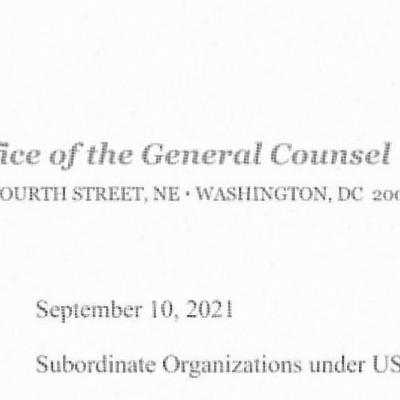 ice of the General Counsel
OURTH STREET, NE • WASHINGTON, DC 200
September 10, 2021
Subordinate Organizations under US